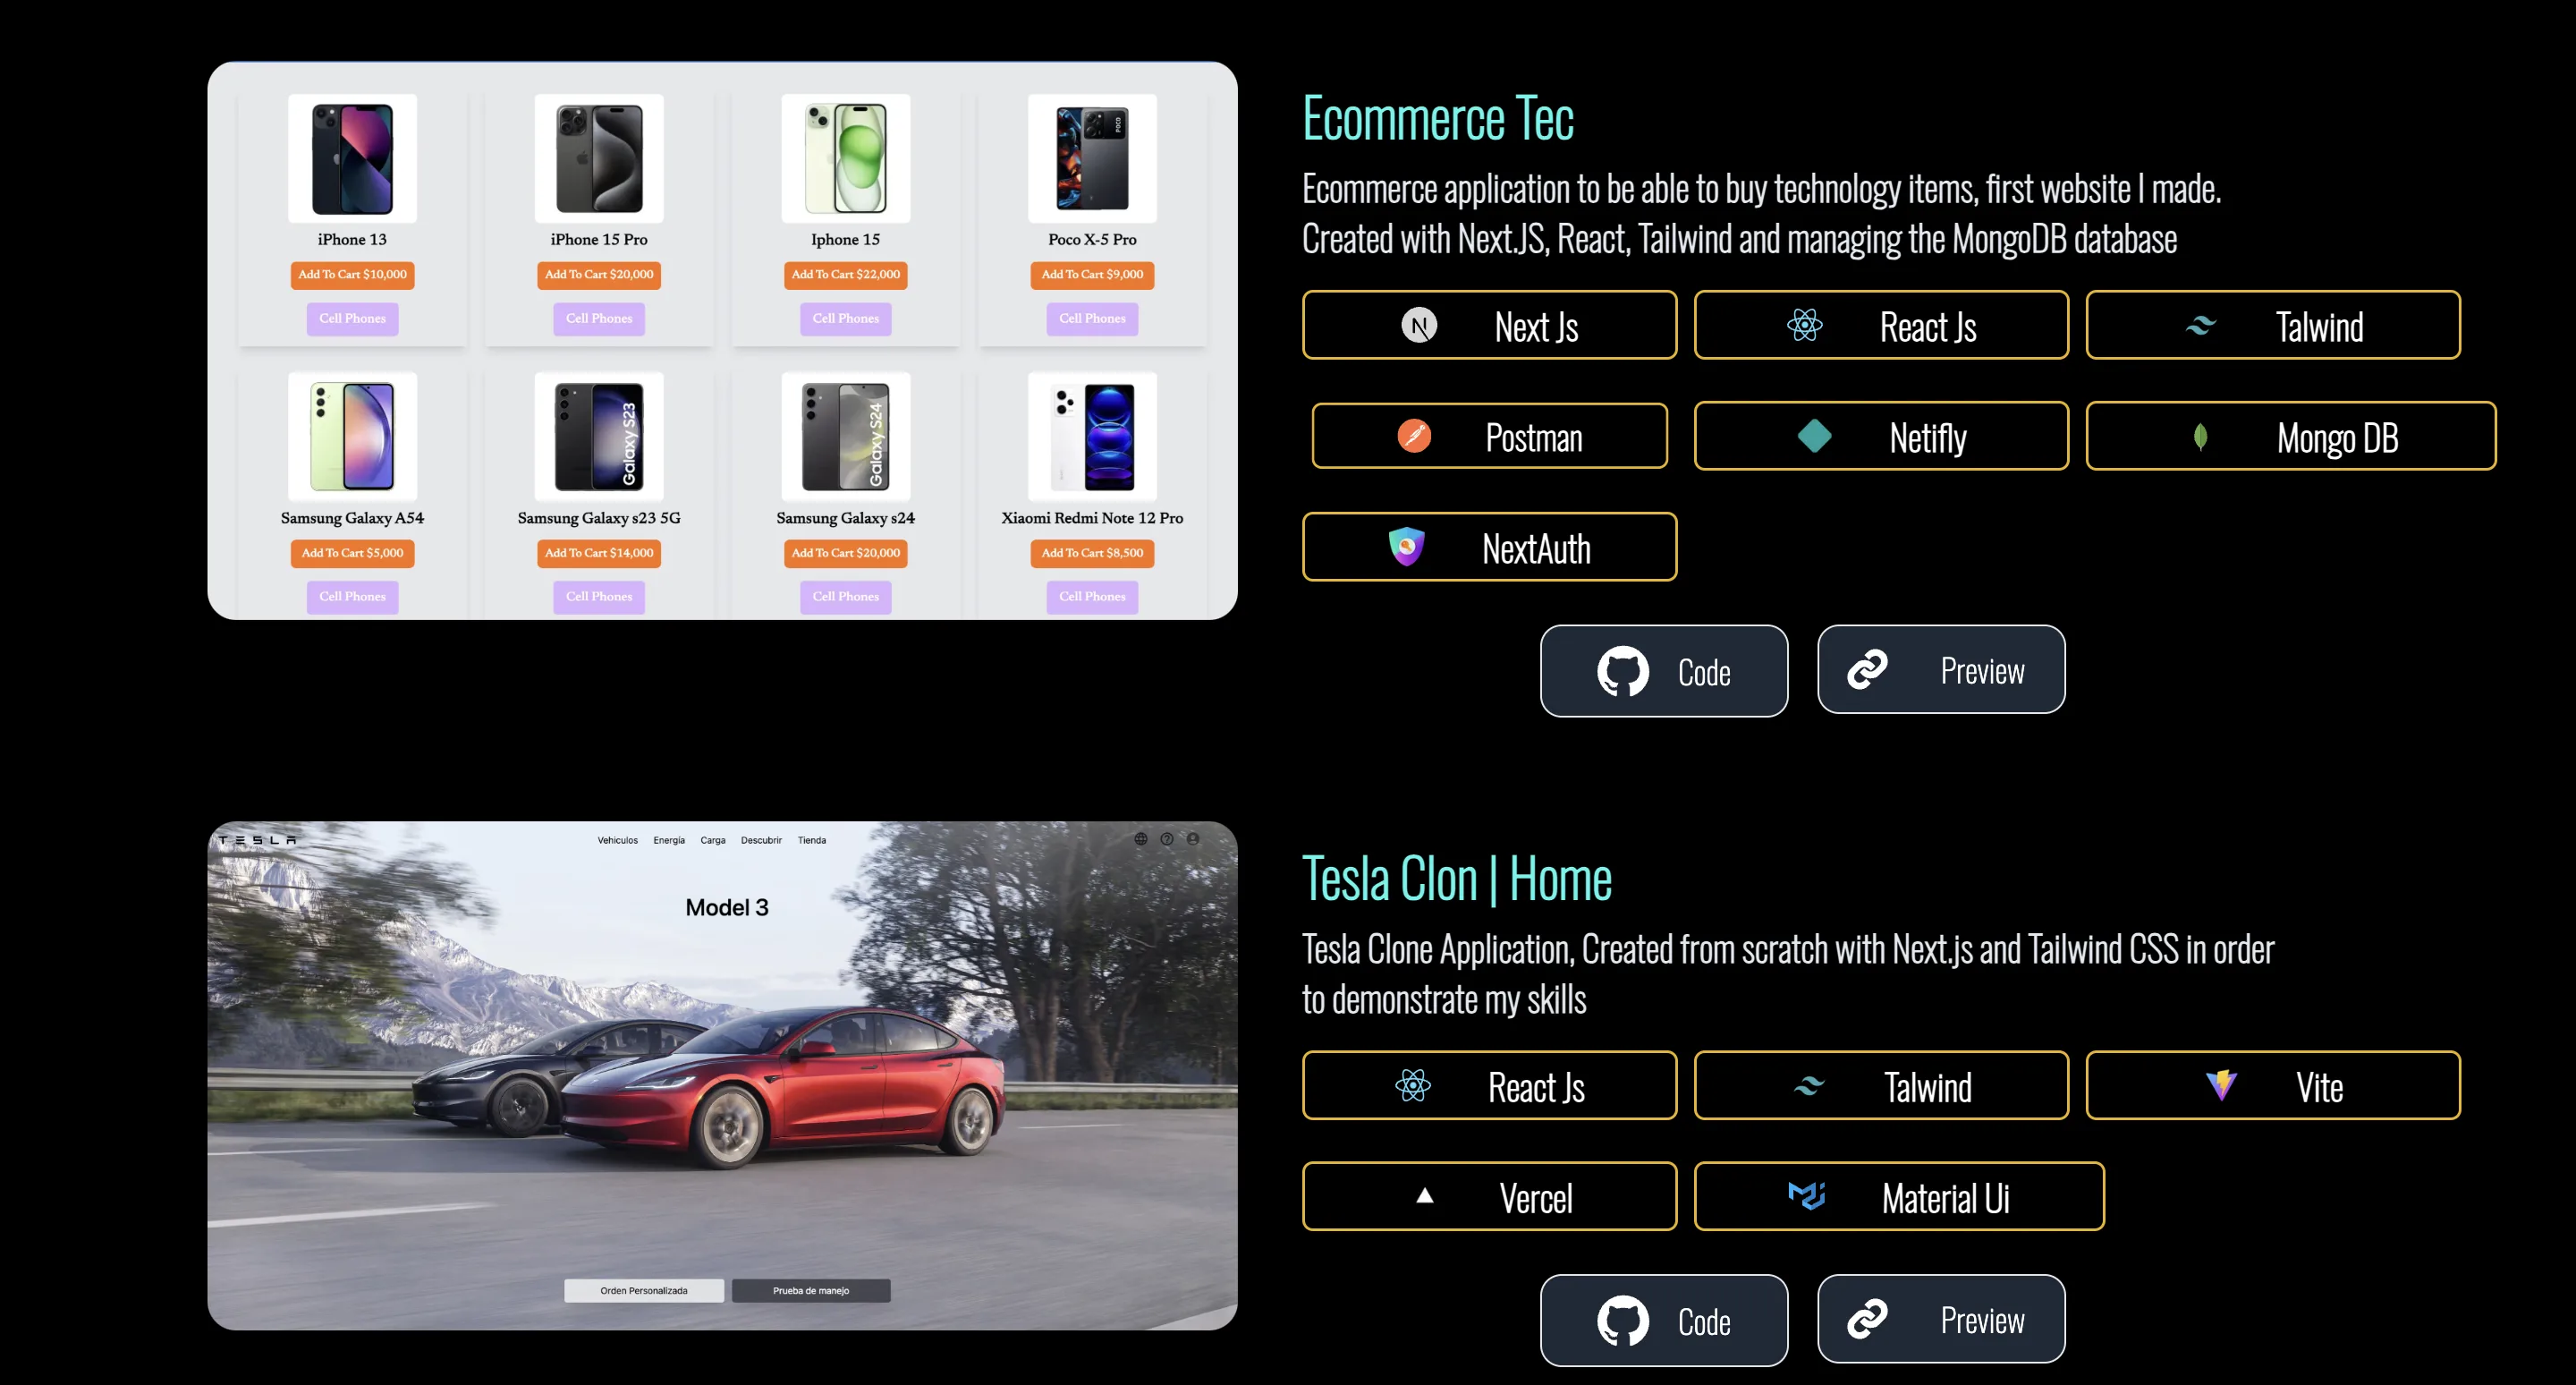 iPhone 13
Add To Cart $10,000
Cell Phones
iPhone 15 Pro
Add To Cart $20,000
Cell Phones
Iphone 15
Add To Cart $22,000
Cell Phones
POCO
Poco X-5 Pro
Add To Cart $9,000
Cell Phones
Samsung Galaxy A54
Add To Cart $5,000
Cell Phones
Galaxy S23
Samsung Galaxy s23 5G
Add To Cart $14,000
Cell Phones
Galaxy S24
Samsung Galaxy s24
Add To Cart $20,000
Cell Phones
Xiaomi Redmi Note 12 Pro
Add To Cart $8,500
Cell Phones
Ecommerce Tec
Ecommerce application to be able to buy technology items, first website I made.
Created with Next.JS, React, Tailwind and managing the MongoDB database
Next Js
React Js
Talwind
Postman
Netifly
Mongo DB
NextAuth
Code
Preview
TESLA
Vehiculos
Energía
Carga
Descubrir
Tienda
Model 3
Orden Personalizada
Prueba de manejo
Tesla Clon | Home
Tesla Clone Application, Created from scratch with Next.js and Tailwind CSS in order
to demonstrate my skills
React Js
Talwind
Vite
Vercel
Material Ui
Code
Preview